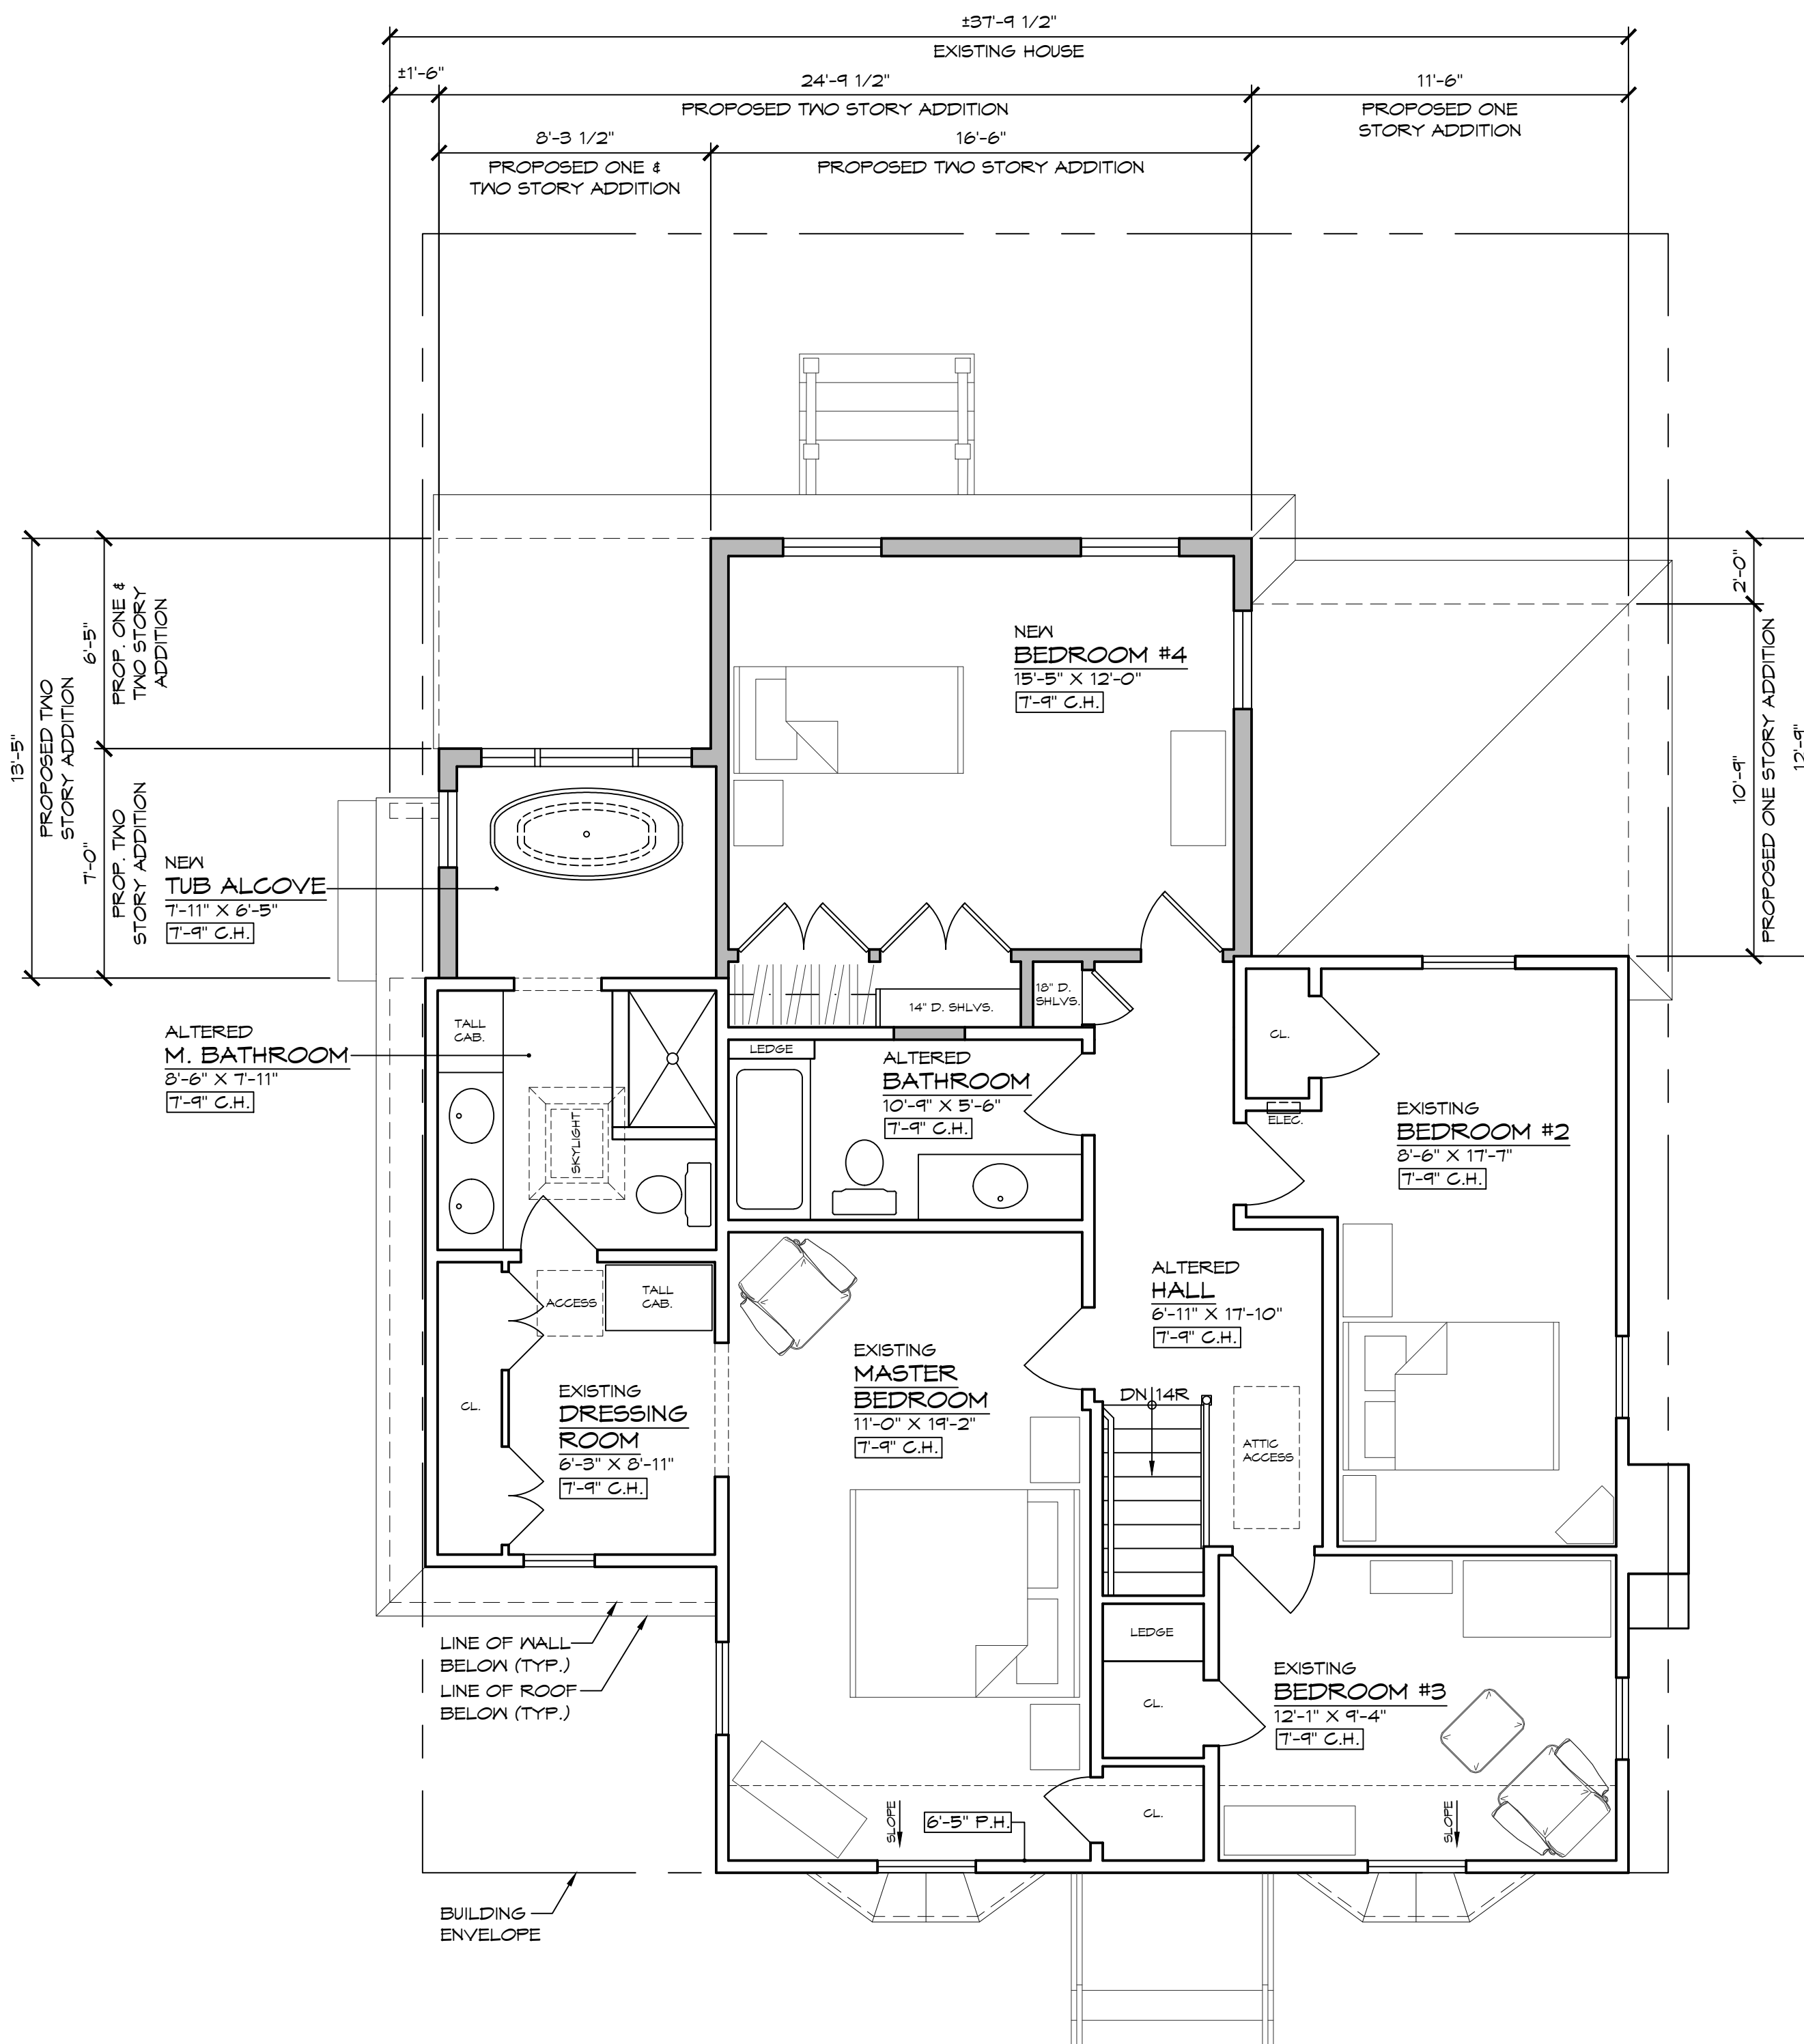 ±37'-9 1/2"
EXISTING HOUSE
±1'-6"
24'-9 1/2"
PROPOSED TWO STORY ADDITION
11'-6"
PROPOSED ONE
STORY ADDITION
8'-3 1/2"
PROPOSED ONE &
TWO STORY ADDITION
16'-6"
PROPOSED TWO STORY ADDITION
13'-5"
PROPOSED TWO
STORY ADDITION
6'-5"
PROP. ONE &
TWO STORY
ADDITION
7'-0"
PROP. TWO
STORY ADDITION
2'-0"
10'-9"
PROPOSED ONE STORY ADDITION
12'-9"
NEW
BEDROOM #4
15'-5" X 12'-0"
7'-9" C.H.
NEW
TUB ALCOVE
7'-11" X 6'-5"
7'-9" C.H.
ALTERED
M. BATHROOM
8'-6" X 7'-11"
7'-9" C.H.
TALL
CAB.
SKYLIGHT
14" D. SHLVS.
18" D.
SHLVS.
LEDGE
ALTERED
BATHROOM
10'-9" X 5'-6"
7'-9" C.H.
CL.
ELEC.
EXISTING
BEDROOM #2
8'-6" X 17'-7"
7'-9" C.H.
ALTERED
HALL
6'-11" X 17'-10"
7'-9" C.H.
ACCESS
TALL
CAB.
CL.
EXISTING
DRESSING
ROOM
6'-3" X 8'-11"
7'-9" C.H.
EXISTING
MASTER
BEDROOM
11'-0" X 19'-2"
7'-9" C.H.
DN 14R
ATTIC
ACCESS
LEDGE
CL.
CL.
EXISTING
BEDROOM #3
12'-1" X 9'-4"
7'-9" C.H.
LINE OF WALL
BELOW (TYP.)
LINE OF ROOF
BELOW (TYP.)
SLOPE
6'-5" P.H.
SLOPE
BUILDING
ENVELOPE